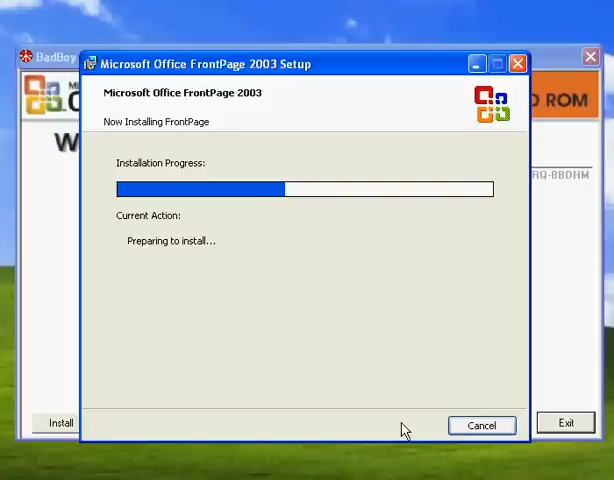 BadBoy
Microsoft Office FrontPage 2003 Setup
Microsoft Office FrontPage 2003
Now Installing FrontPage
D ROM
RQ-BBDHM
Installation Progress:
Current Action:
Preparing to install...
Install
Cancel
Exit